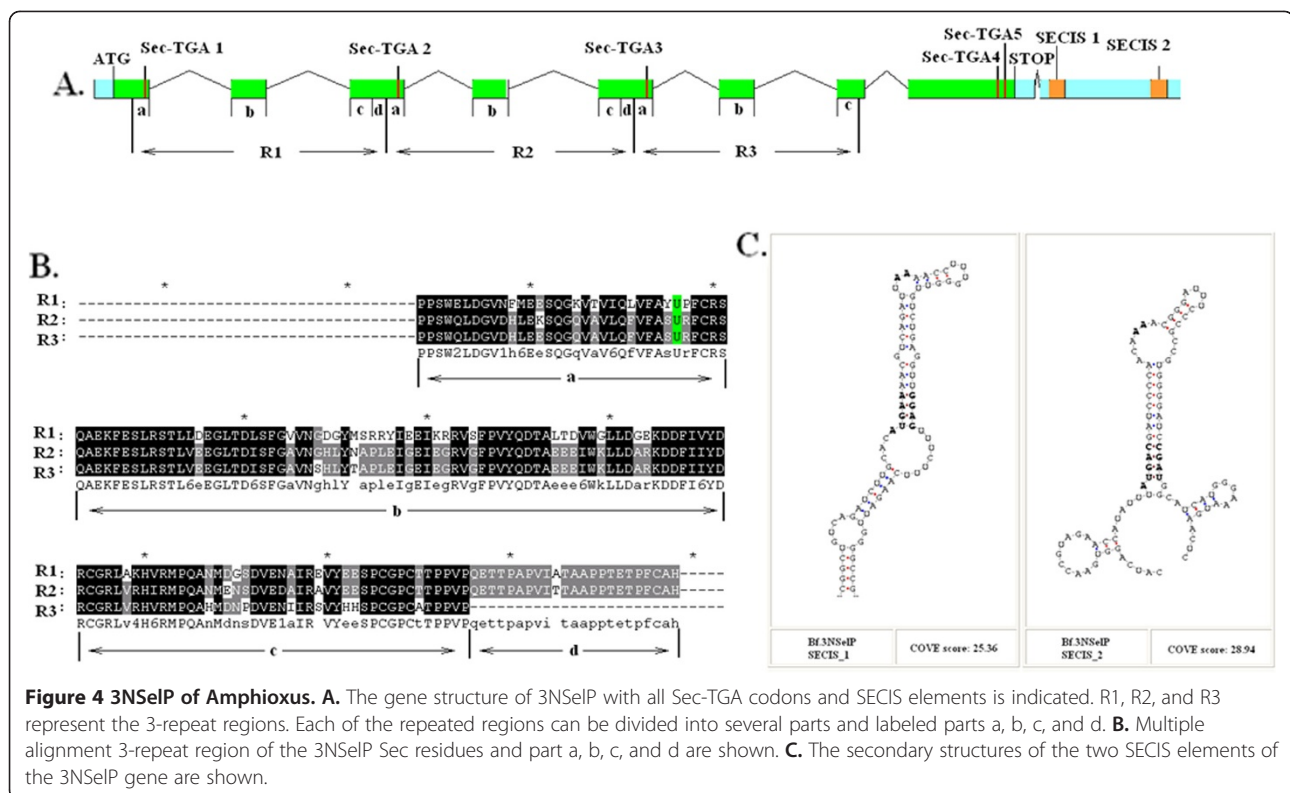 A.
ATG
Sec-TGA 1
Sec-TGA 2
Sec-TGA3
Sec-TGA4
Sec-TGA5
STOP
SECIS 1
SECIS 2
a b c d a b c d a b c
R1 R2 R3
B.
* * * *
R1: -------------------------------------PPSWELDGVNFMEESQGKVTVIQLVFAYUPFCRS
R2: -------------------------------------PPSWQLDGVDHLEKSQGQVAVLQFVFASURFCRS
R3: -------------------------------------PPSWQLDGVDHLEESQGQVAVLQFVFASURFCRS
PPSW2LDGV1h6EeSQGqVaV6QfVFAsUrFCRS
a
* * *
R1: QAEKFESLRSTLLDEGLTDLSFGVVNGDGYMSRRYIEEIKRRVSFPVYQDTALTDVWGLLDGEKDDFIVYD
R2: QAEKFESLRSTLVEEGLTDISFGAVNGHLYNAPLEIGEIEGRVGFPVYQDTAEEEIWKLLDARKDDFIIYD
R3: QAEKFESLRSTLVEEGLTDISFGAVNSHLYTAPLEIGEIEGRVGFPVYQDTAEEEIWKLLDARKDDFIIYD
QAEKFESLRSTL6eEGLTD6SFGaVNghlY apleIgEIegRVgFPVYQDTAeee6WkLLDarKDDFI6YD
b
* * * *
R1: RCGRLAKHVRMPQANMDGSDVENAIREVYEESPCGPCTTPPVPQETTPAPVIATAAPPTETPFCAH-----
R2: RCGRLVRHIRMPQANMENSDVEDAIRAVYEESPCGPCTTPPVPQETTPAPVITTAAPPTETPFCAH-----
R3: RCGRLVRHVRMPQAHMDNPDVENIIRSVYHHSPCGPCATPPVP----------------------------
RCGRLv4H6RMPQAnMdnsDVE1aIR VYeeSPCGPCtTPPVPqettpapvi taapptetpfcah
c d
C.
Bf.3NSelP
SECIS_1
COVE score: 25.36
Bf.3NSelP
SECIS_2
COVE score: 28.94
Figure 4 3NSelP of Amphioxus. A. The gene structure of 3NSelP with all Sec-TGA codons and SECIS elements is indicated. R1, R2, and R3
represent the 3-repeat regions. Each of the repeated regions can be divided into several parts and labeled parts a, b, c, and d. B. Multiple
alignment 3-repeat region of the 3NSelP Sec residues and part a, b, c, and d are shown. C. The secondary structures of the two SECIS elements of
the 3NSelP gene are shown.